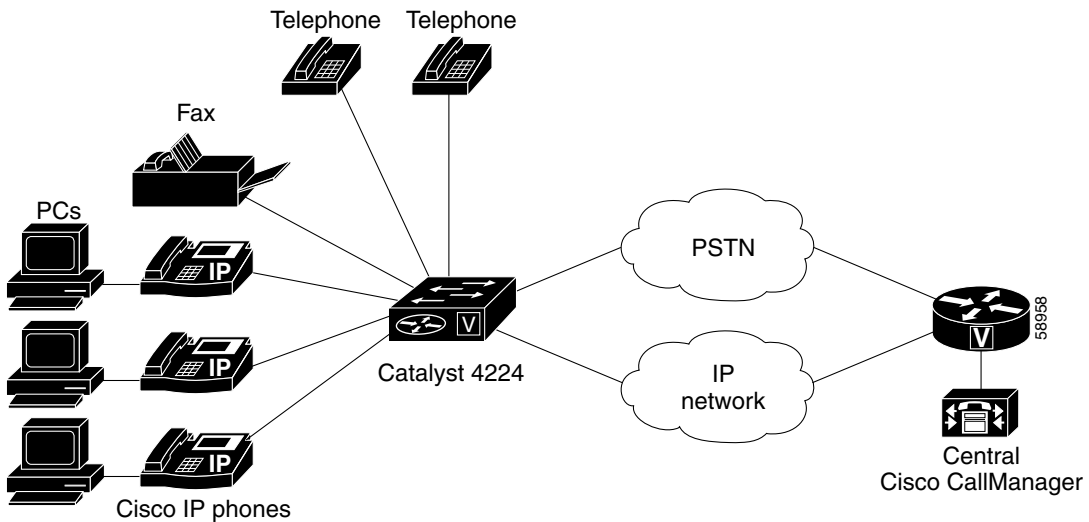 Telephone
Telephone
Fax
PCs
IP
IP
IP
Cisco IP phones
V
Catalyst 4224
PSTN
IP
network
V
58958
Central
Cisco CallManager